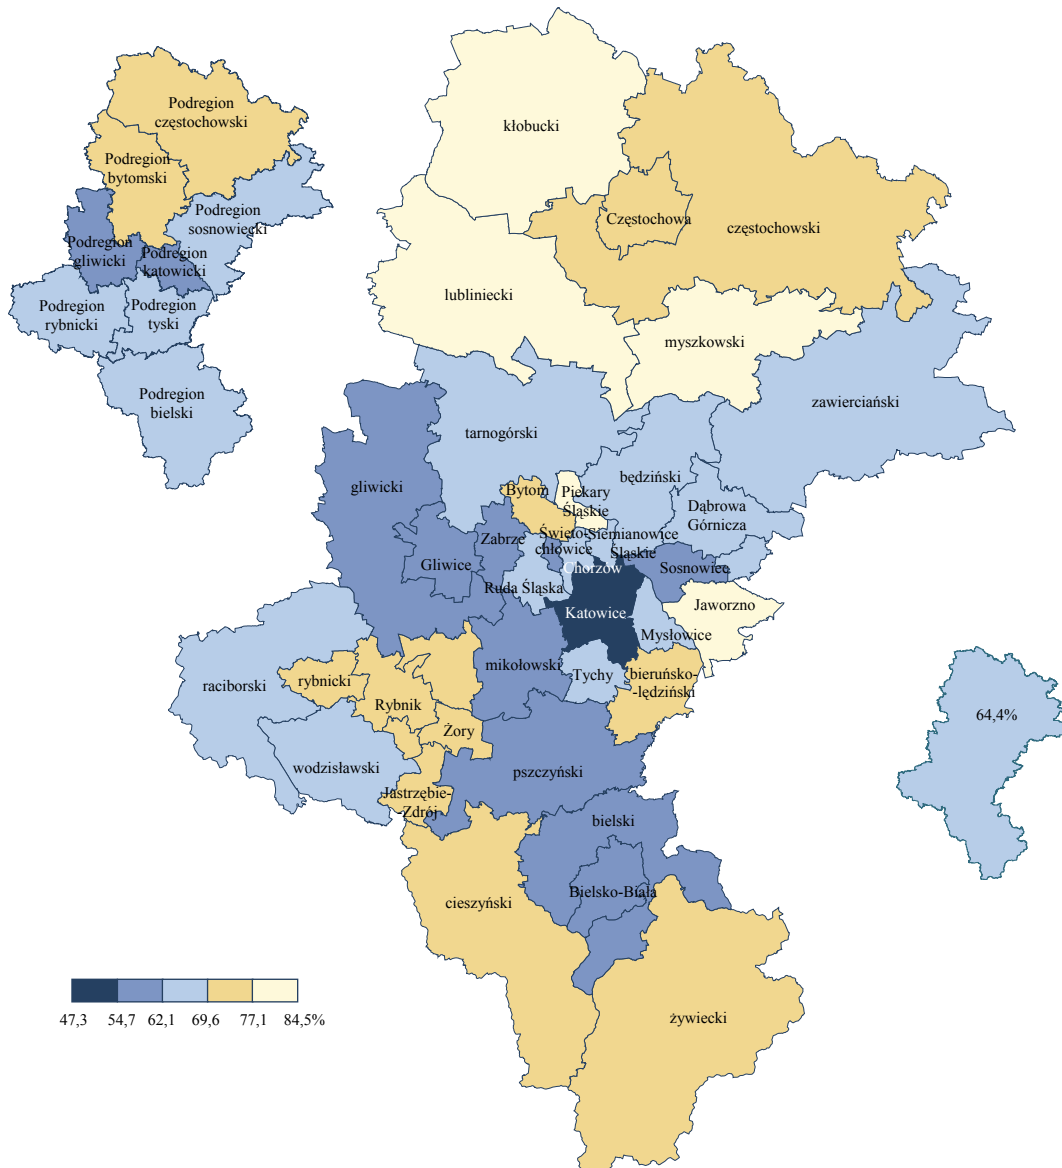 Podregion
częstochowski
Podregion
bytomski
Podregion
sosnowiecki
Podregion
gliwicki
Podregion
katowicki
Podregion
rybnicki
Podregion
tyski
Podregion
bielski
kłobucki
Częstochowa
częstochowski
lubliniecki
myszkowski
zawierciański
tarnogórski
gliwicki
będziński
Bytom
Piekary
Śląskie
Dąbrowa
Górnicza
Zabrze
Święto-
chłowice
Siemianowice
Śląskie
Gliwice
Chorzów
Sosnowiec
Ruda Śląska
Katowice
Jaworzno
Mysłowice
mikołowski
Tychy
bieruńsko-
-lędziński
raciborski
rybnicki
Rybnik
Żory
wodzisławski
pszczyński
Jastrzębie-
Zdrój
bielski
Bielsko-Biała
cieszyński
żywiecki
64,4%
47,3 54,7 62,1 69,6 77,1 84,5%